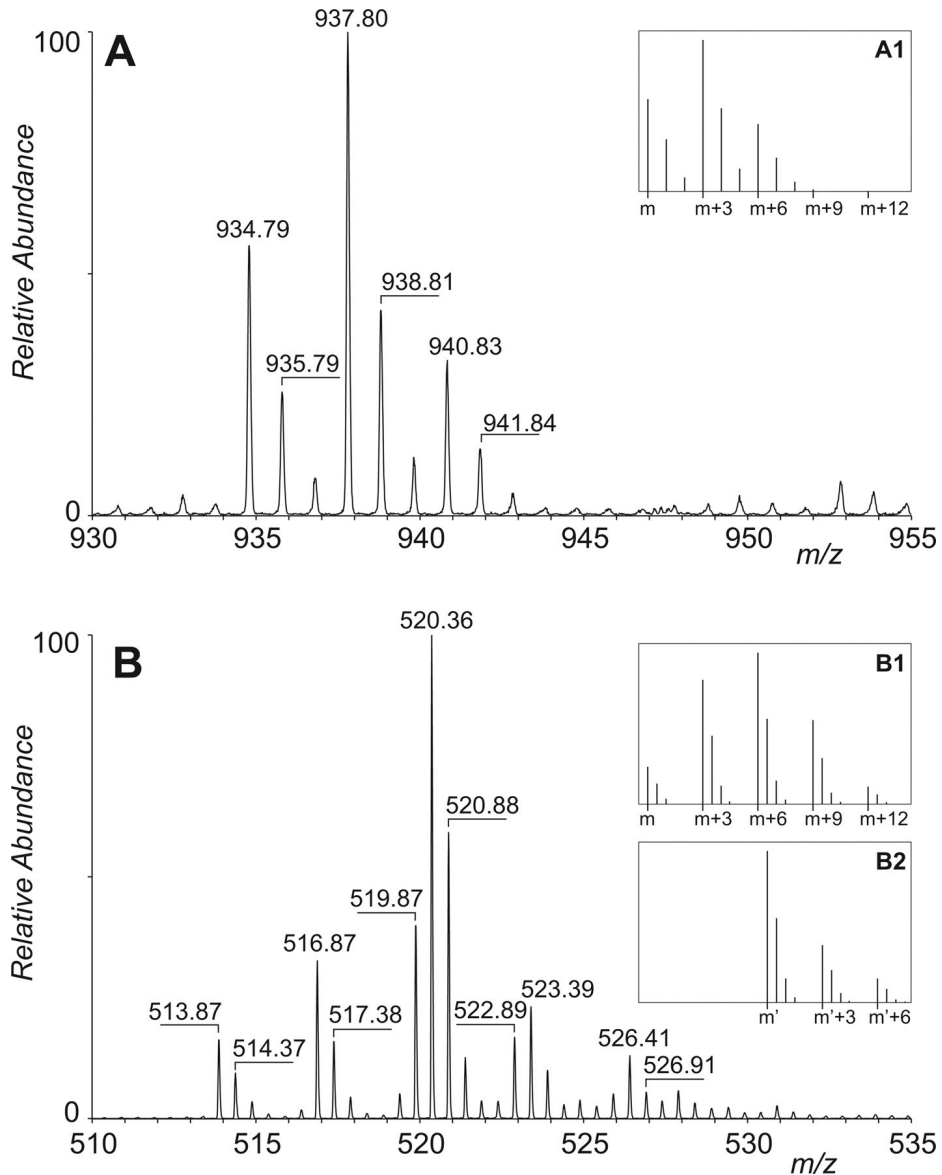 A
100
937.80
934.79
938.81
935.79
940.83
941.84
0
Relative Abundance
930
935
940
945
950
955
m/z
A1
m
m+3
m+6
m+9
m+12
B
100
520.36
520.88
519.87
516.87
523.39
513.87
517.38
522.89
526.41
514.37
526.91
0
Relative Abundance
510
515
520
525
530
535
m/z
B1
m
m+3
m+6
m+9
m+12
B2
m'
m'+3
m'+6